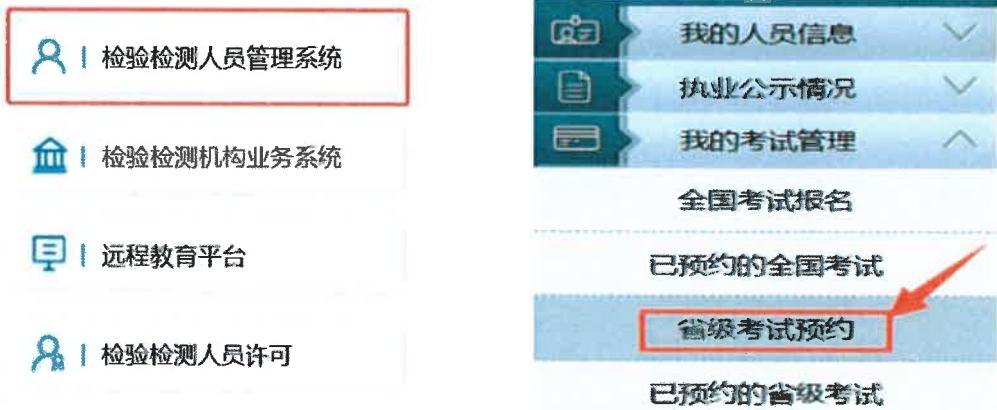 检验检测人员管理系统
检验检测机构业务系统
远程教育平台
检验检测人员许可
我的人员信息
执业公示情况
我的考试管理
全国考试报名
已预约的全国考试
省级考试预约
已预约的省级考试